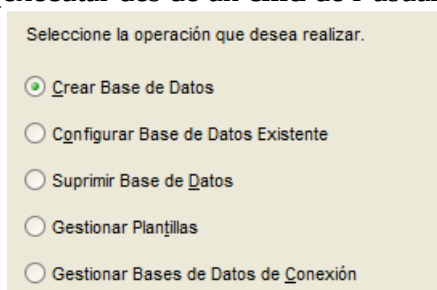 Seleccione la operación que desea realizar.
Crear Base de Datos
Configurar Base de Datos Existente
Suprimir Base de Datos
Gestionar Plantillas
Gestionar Bases de Datos de Conexión